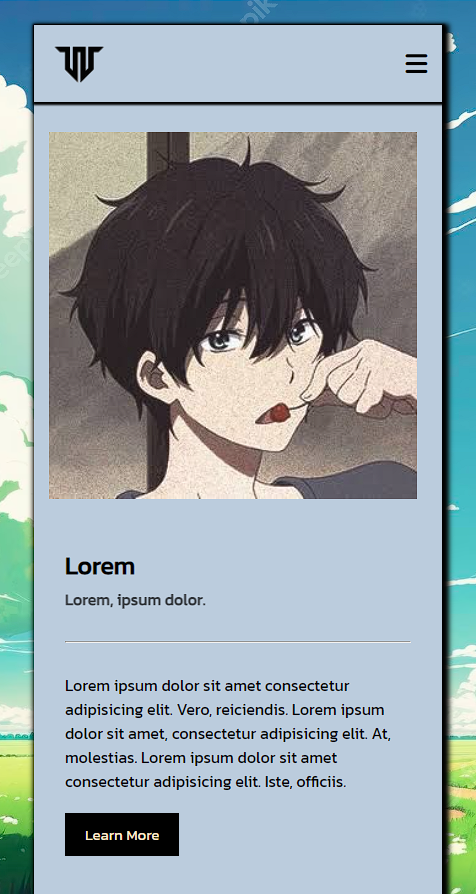 Lorem
Lorem, ipsum dolor.
Lorem ipsum dolor sit amet consectetur
adipisicing elit. Vero, reiciendis. Lorem ipsum
dolor sit amet, consectetur adipisicing elit. At,
molestias. Lorem ipsum dolor sit amet
consectetur adipisicing elit. Iste, officiis.
Learn More